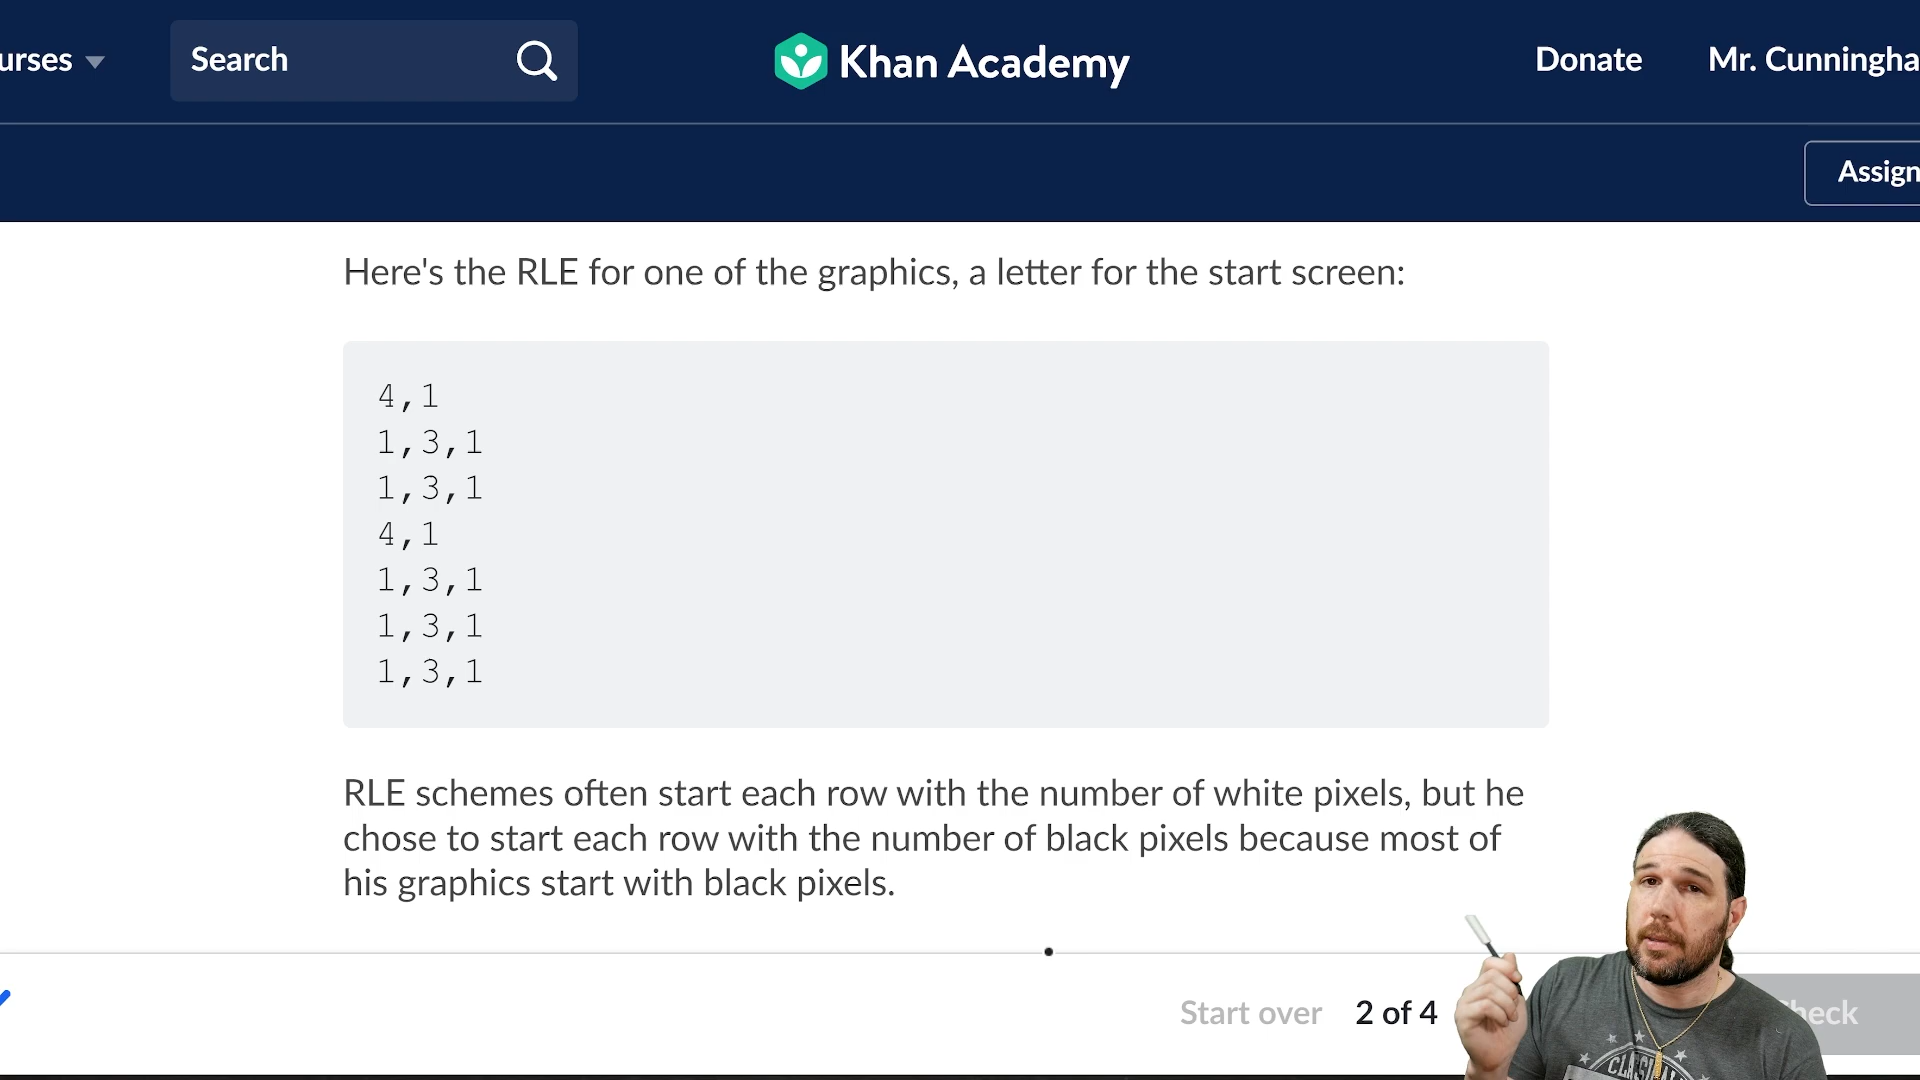 urses
Search
Khan Academy
Donate
Mr. Cunningha
Assign
Here's the RLE for one of the graphics, a letter for the start screen:
4,1
1,3,1
1,3,1
4,1
1,3,1
1,3,1
1,3,1
RLE schemes often start each row with the number of white pixels, but he
chose to start each row with the number of black pixels because most of
his graphics start with black pixels.
Start over
2 of 4
heck